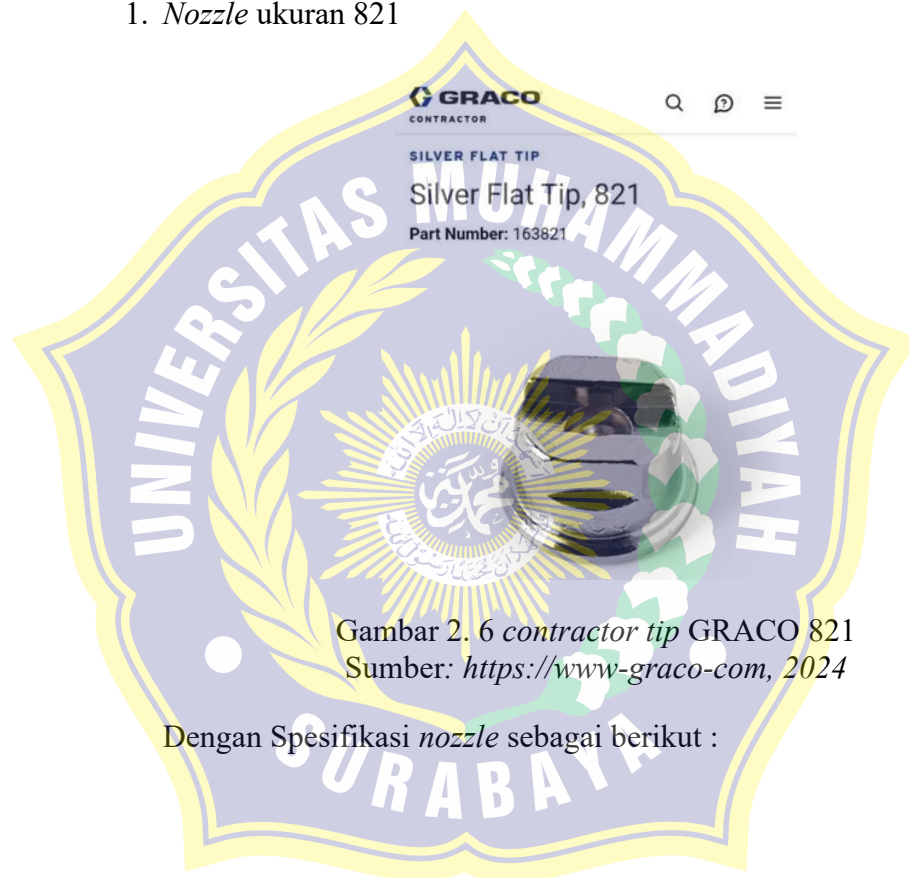 1. Nozzle ukuran 821
GRACO
CONTRACTOR
SILVER FLAT TIP
Silver Flat Tip, 821
Part Number: 163821
UNIVERSITAS MUHAMMADIYAH
محمد
Gambar 2. 6 contractor tip GRACO 821
Sumber: https://www-graco-com, 2024
Dengan Spesifikasi nozzle sebagai berikut :
SURABAYA